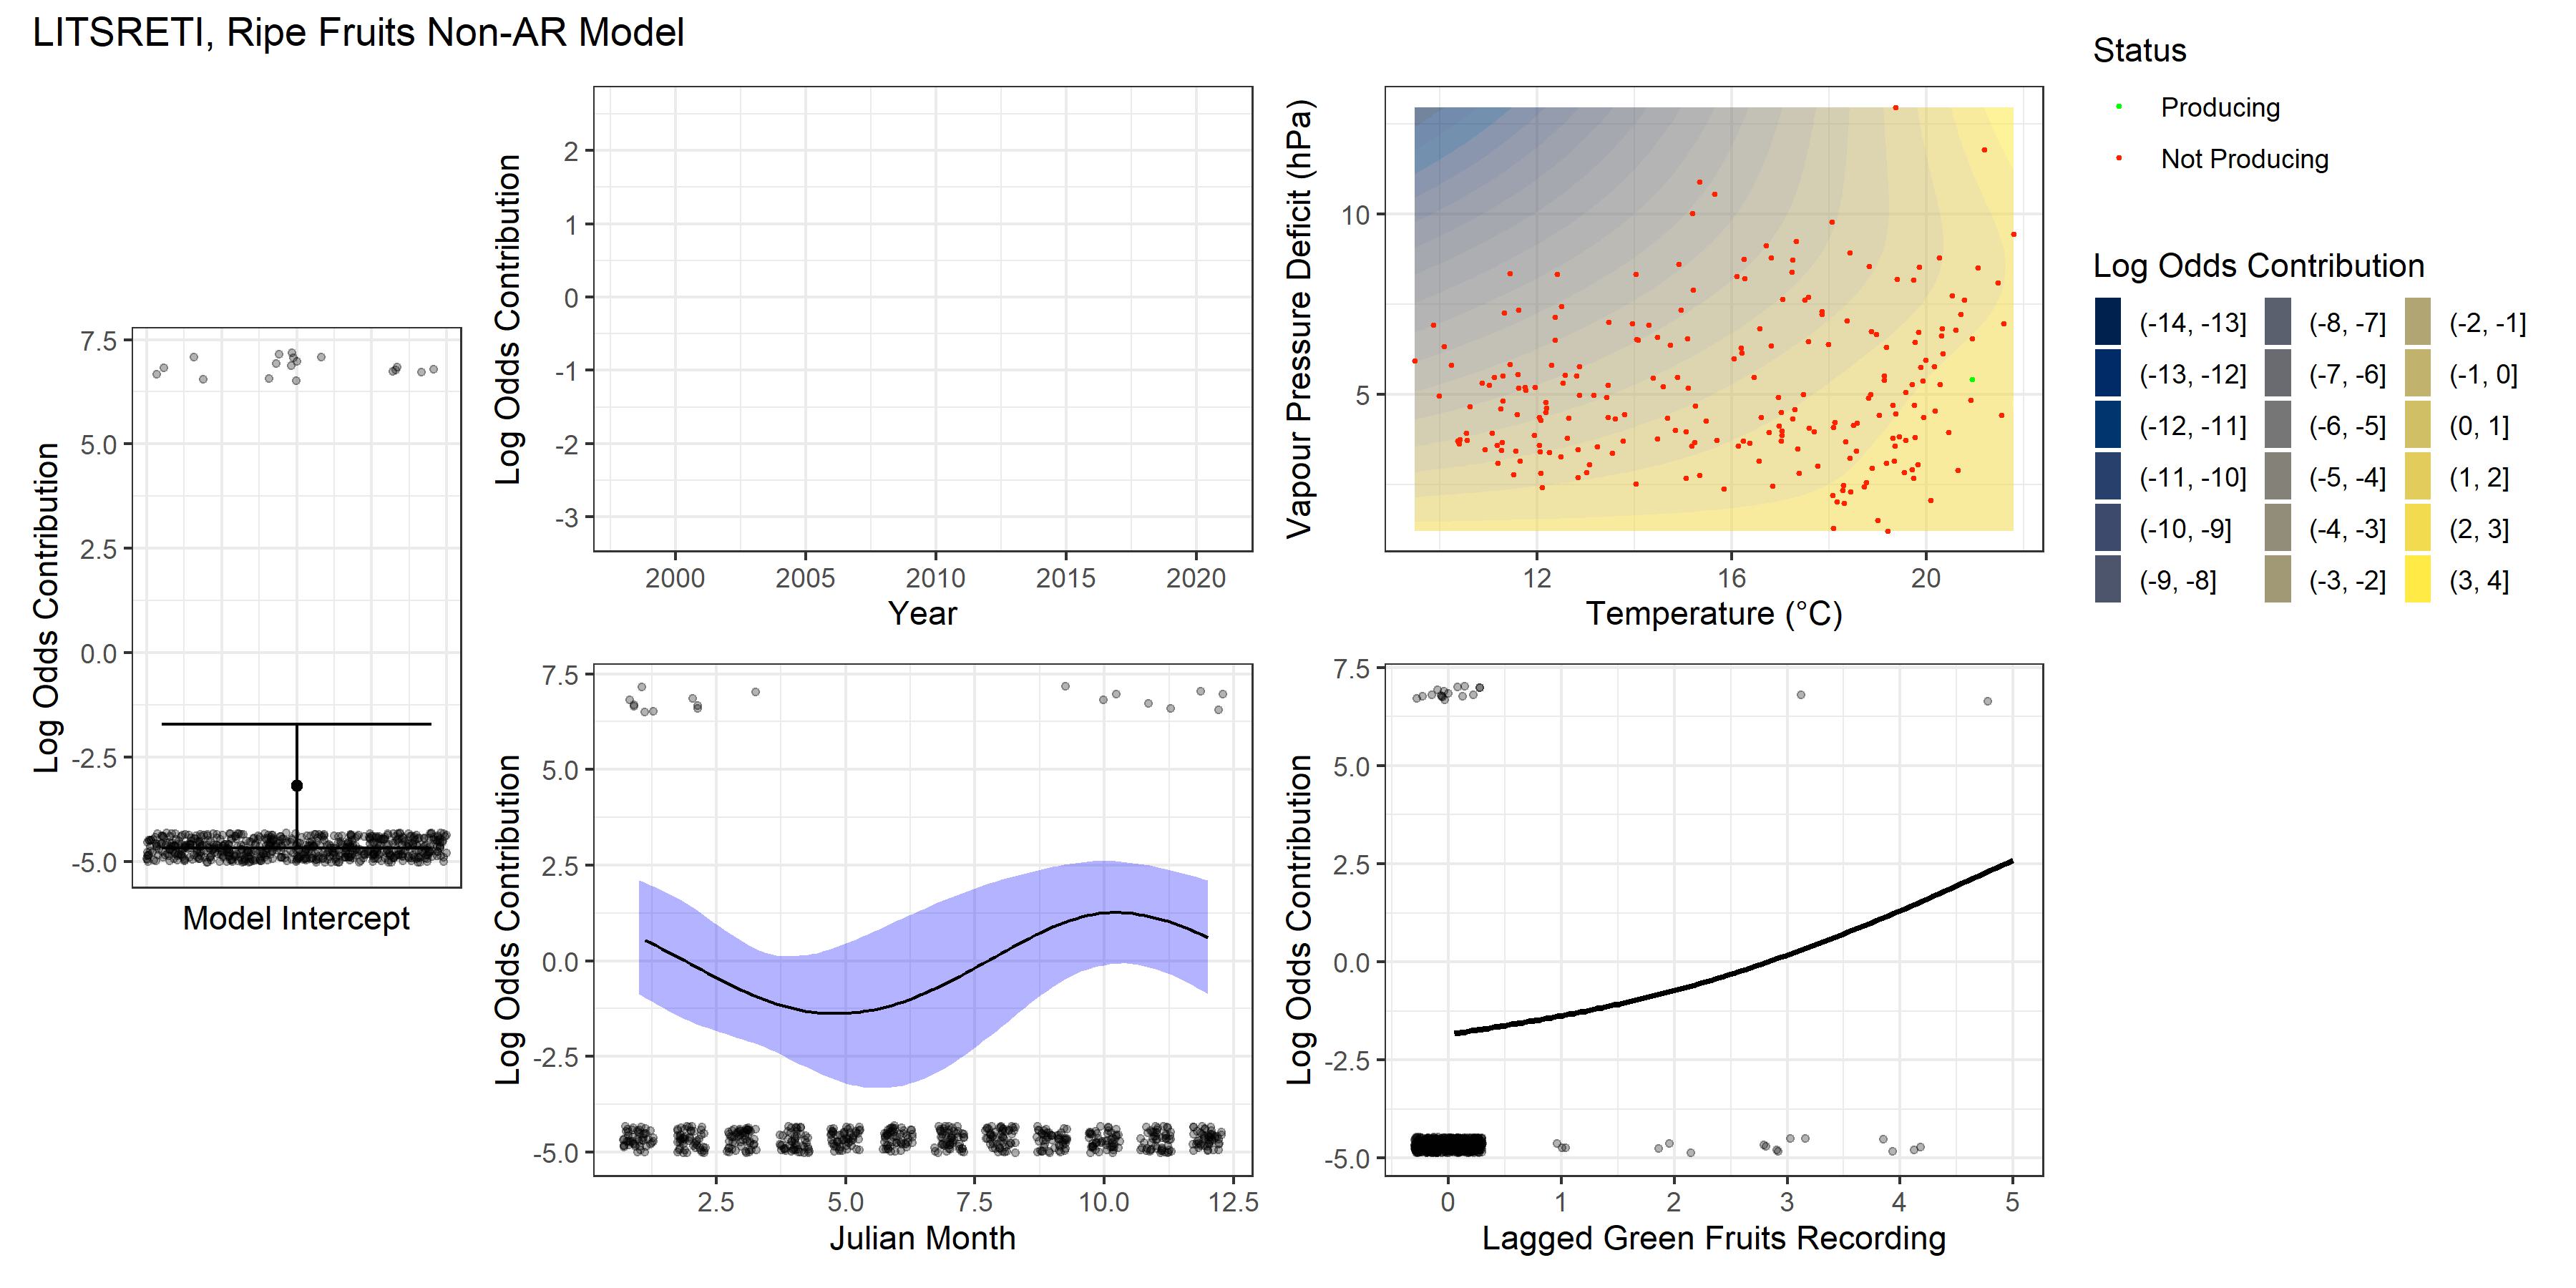 LITSRETI, Ripe Fruits Non-AR Model
Log Odds Contribution
7.5
5.0
2.5
0.0
-2.5
-5.0
Model Intercept
Log Odds Contribution
2
1
0
-1
-2
-3
2000 2005 2010 2015 2020
Year
Vapour Pressure Deficit (hPa)
10
5
12 16 20
Temperature (°C)
Log Odds Contribution
7.5
5.0
2.5
0.0
-2.5
-5.0
2.5 5.0 7.5 10.0 12.5
Julian Month
Log Odds Contribution
7.5
5.0
2.5
0.0
-2.5
-5.0
0 1 2 3 4 5
Lagged Green Fruits Recording
Status
Producing
Not Producing
Log Odds Contribution
(-14, -13] (-8, -7] (-2, -1]
(-13, -12] (-7, -6] (-1, 0]
(-12, -11] (-6, -5] (0, 1]
(-11, -10] (-5, -4] (1, 2]
(-10, -9] (-4, -3] (2, 3]
(-9, -8] (-3, -2] (3, 4]